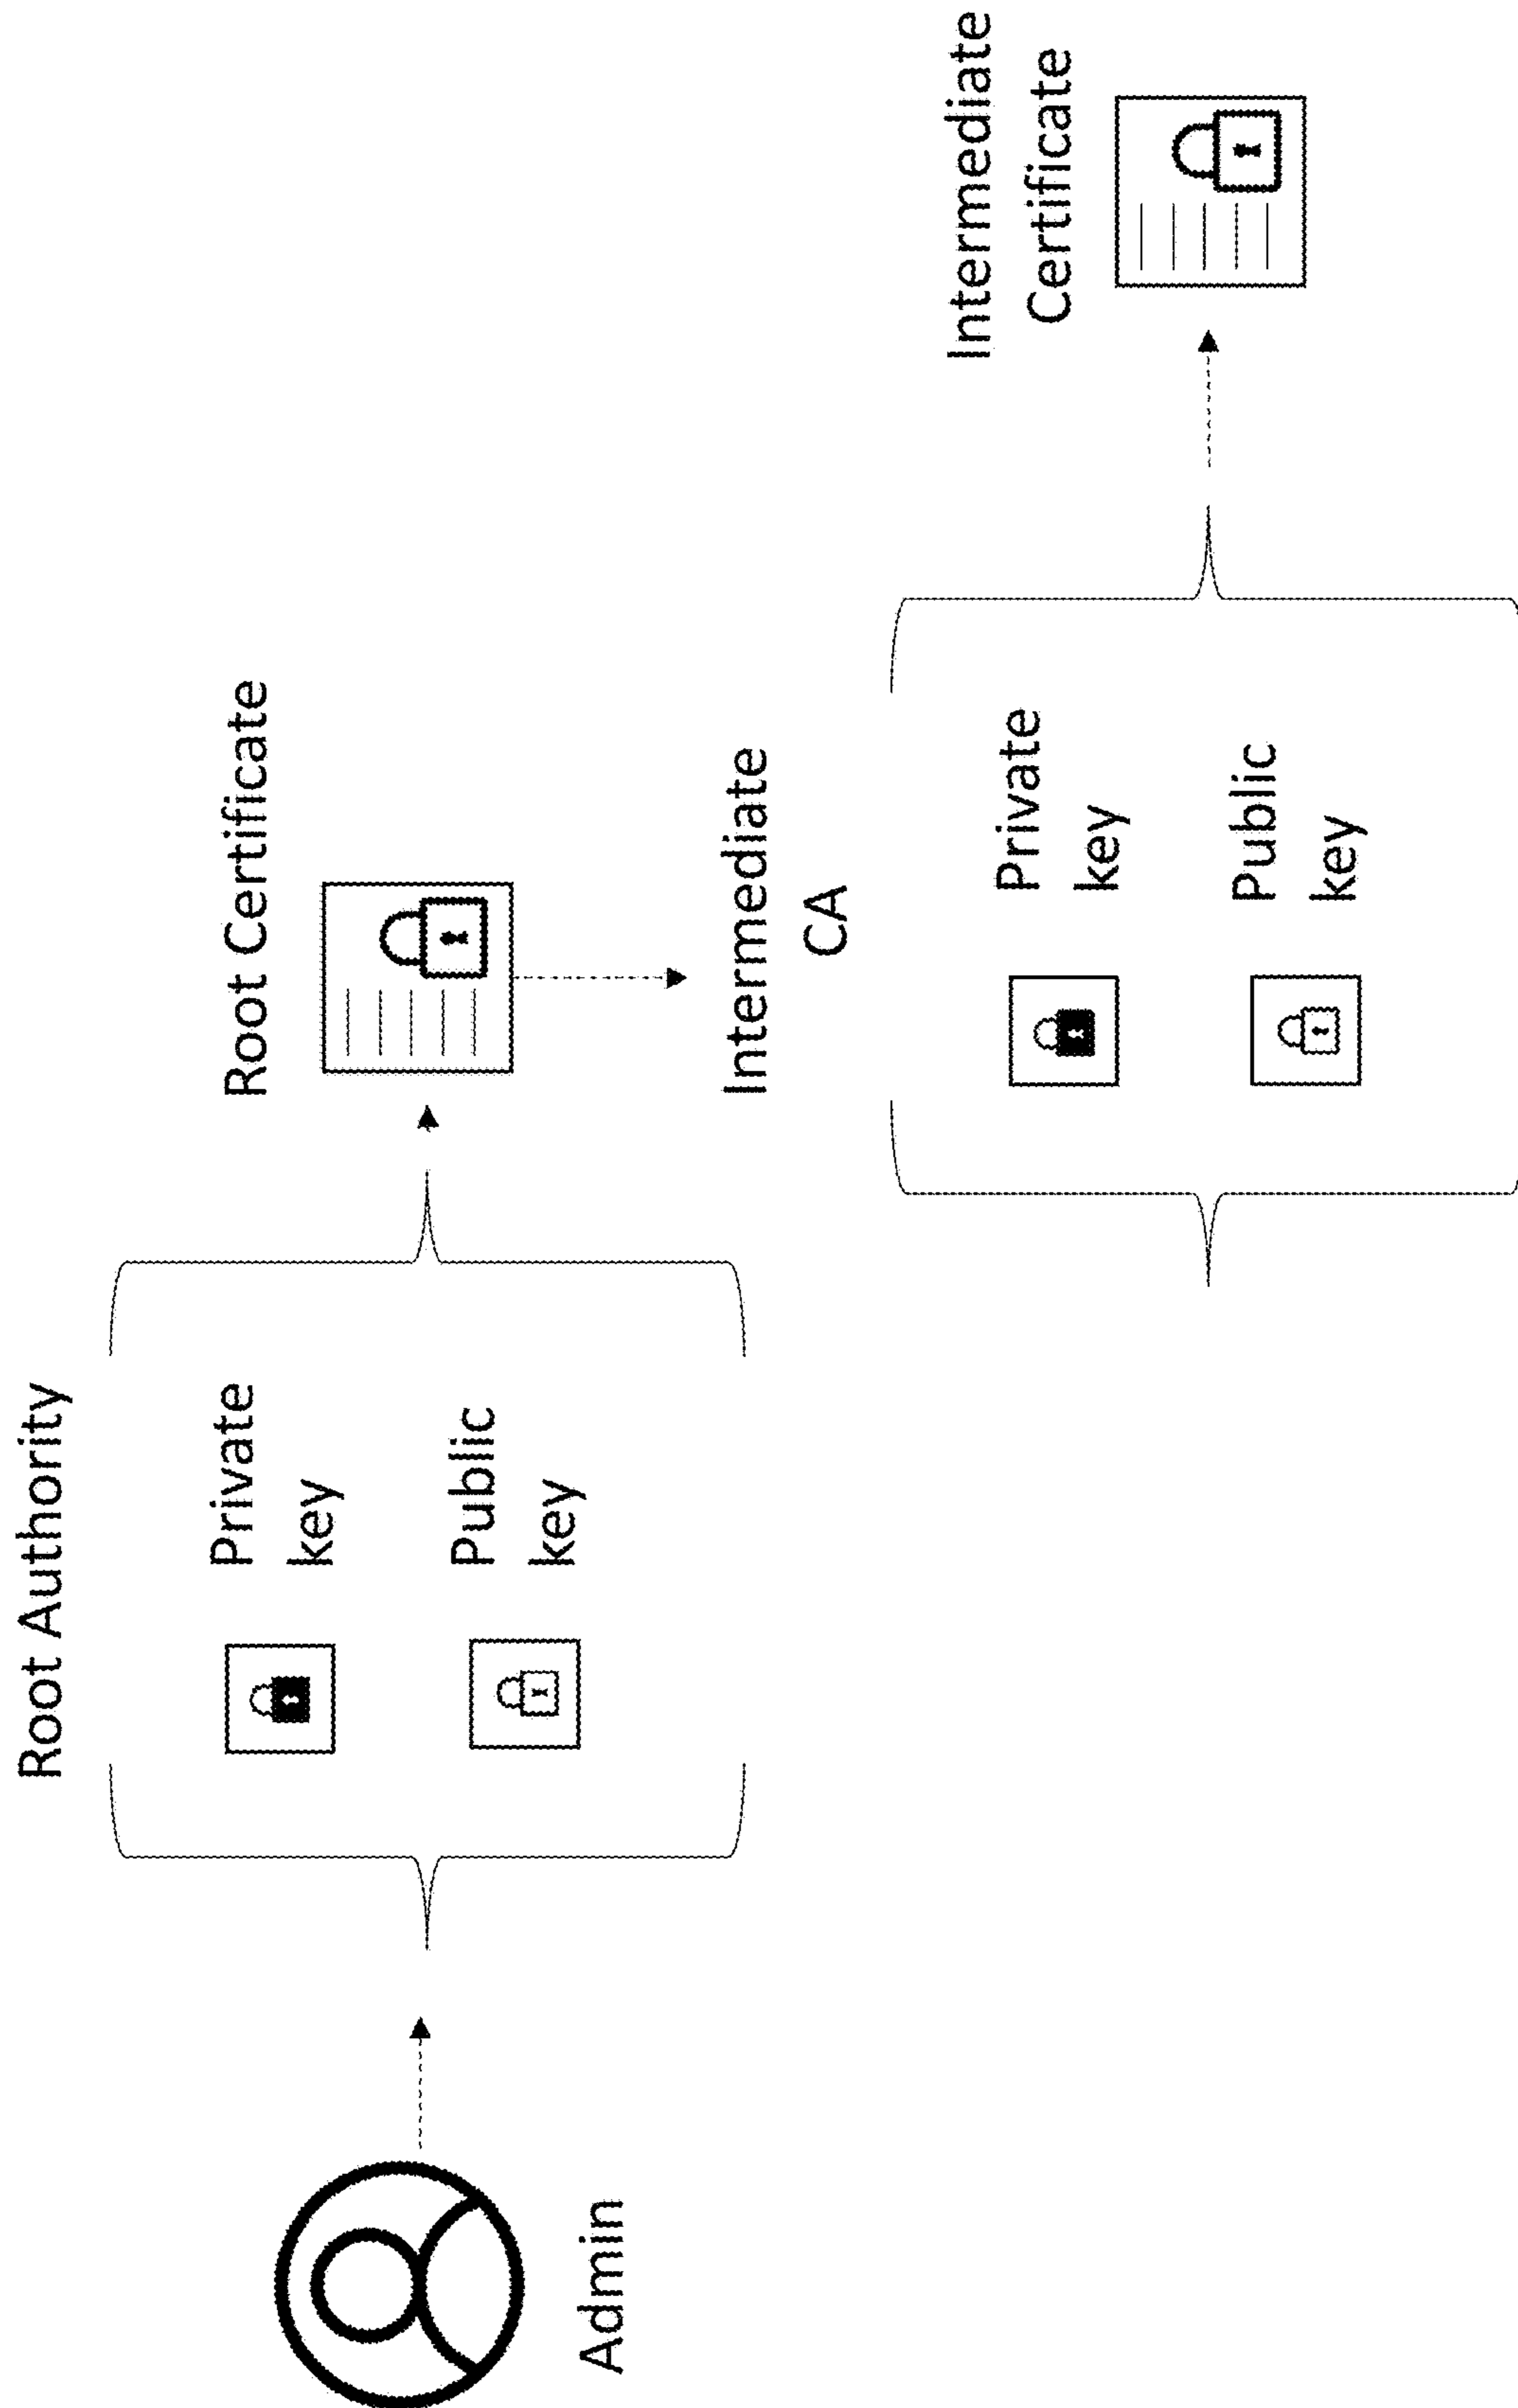 Admin
Root Authority
Private
key
Public
key
Root Certificate
Intermediate
CA
Private
key
Public
key
Intermediate
Certificate